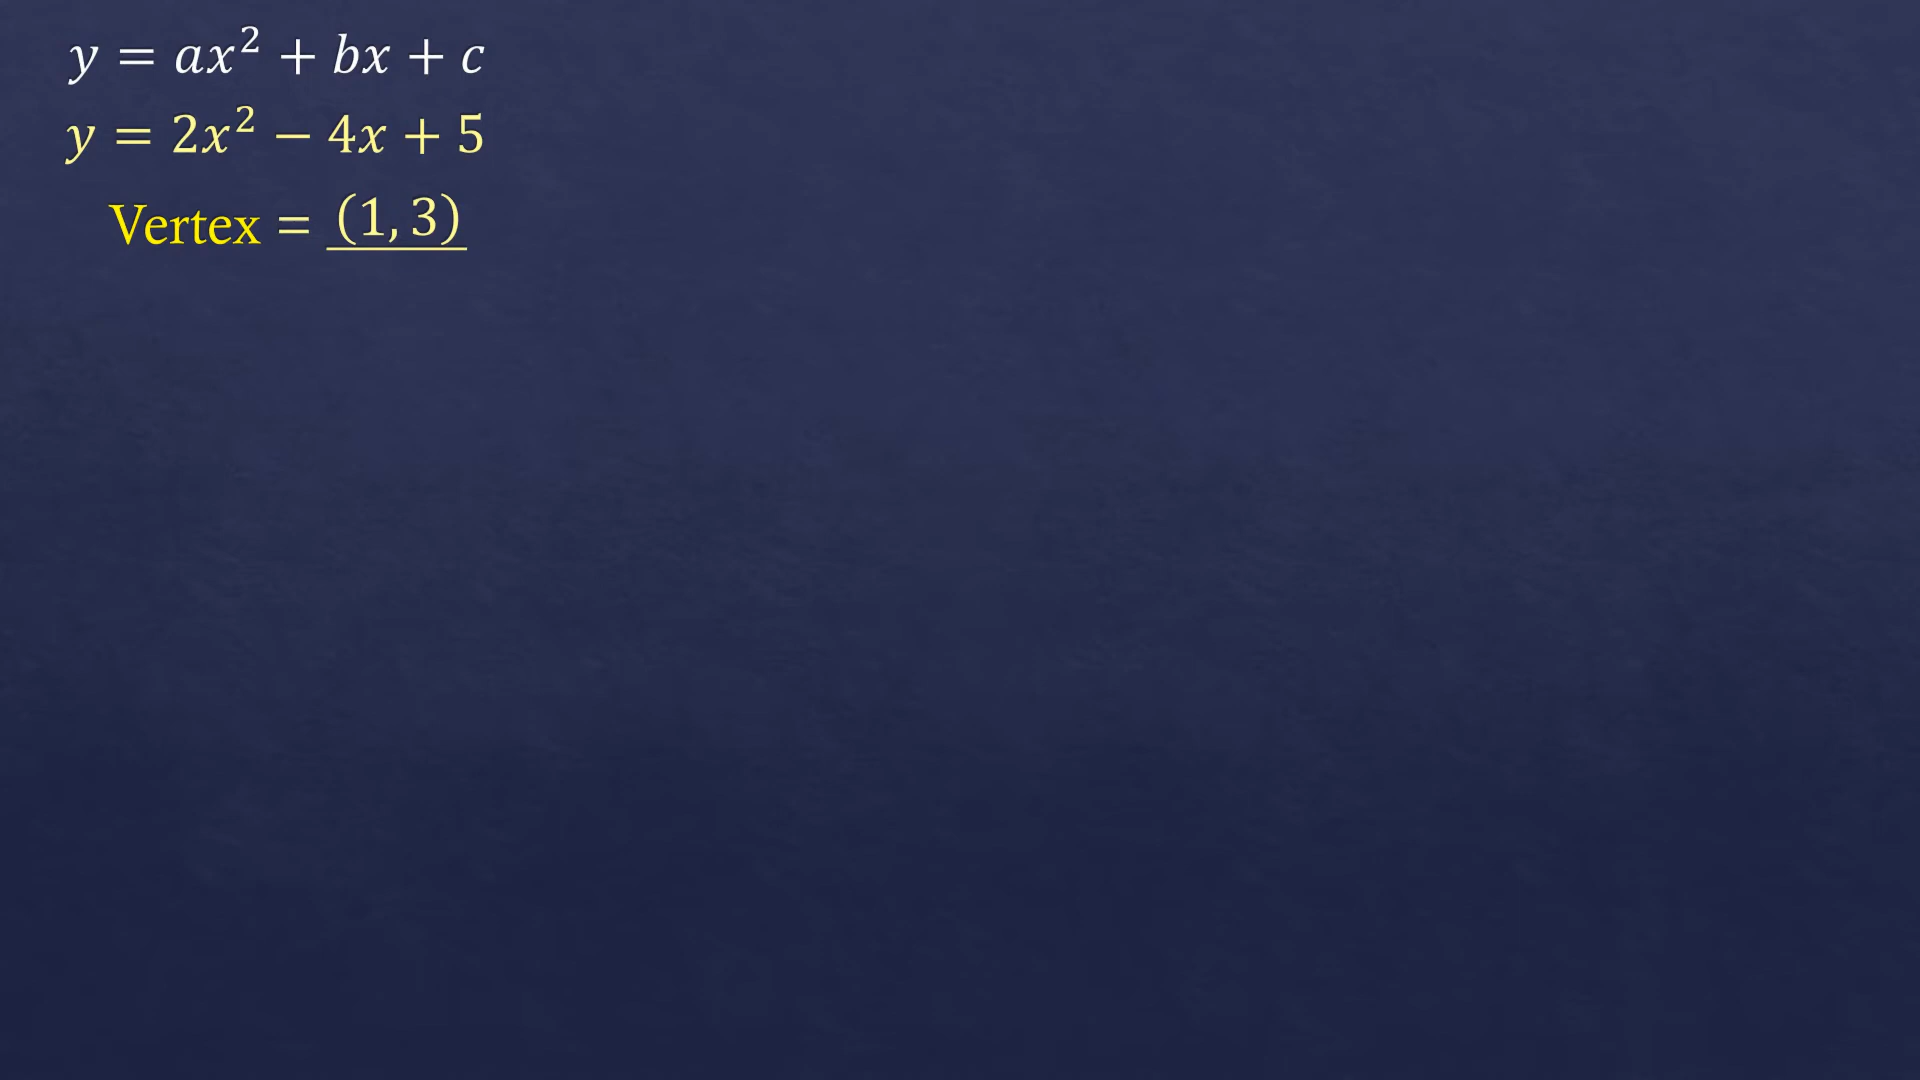 y = ax² + bx + c
y = 2x² − 4x + 5
Vertex = (1, 3)